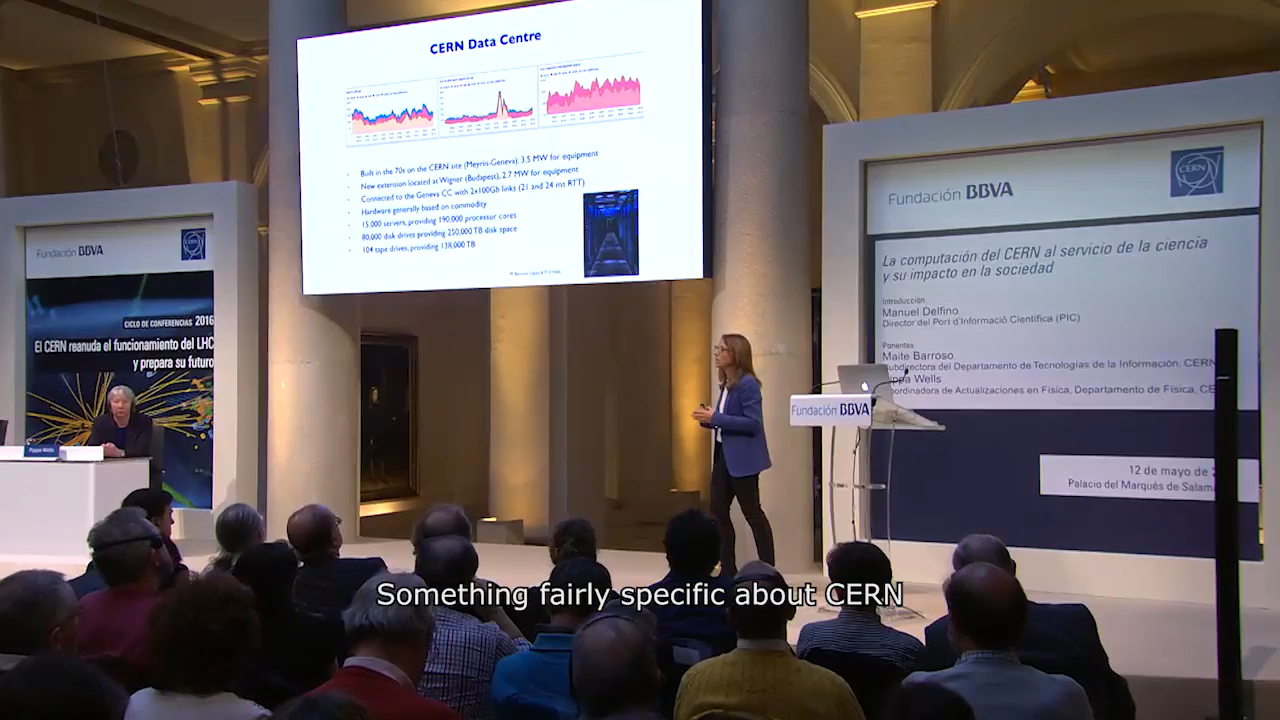 CERN Data Centre
Built in the 70s on the CERN site (Meyrin-Geneva), 3.5 MW for equipment
New extension located at Wigner (Budapest), 2.7 MW for equipment
Connected to the Geneva CC with 2x100Gb links (21 and 24 ms RTT)
Hardware generally based on commodity
15,000 servers, providing 190,000 processor cores
80,000 disk drives providing 250,000 TB disk space
104 tape drives, providing 138,000 TB
Fundación BBVA
CERN
CICLO DE CONFERENCIAS 2016
El CERN reanuda el funcionamiento del LHC
y prepara su futuro
Pippa Wells
Fundación BBVA
Fundación BBVA
CERN
La computación del CERN al servicio de la ciencia
y su impacto en la sociedad
Introducción
Manuel Delfino
Director del Port d'Informació Científica (PIC)
Ponentes
Maite Barroso
Subdirectora del Departamento de Tecnologías de la Información, CERN
Wells
Coordinadora de Actualizaciones en Física, Departamento de Física, CE
12 de mayo de
Palacio del Marqués de Salam
Something fairly specific about CERN